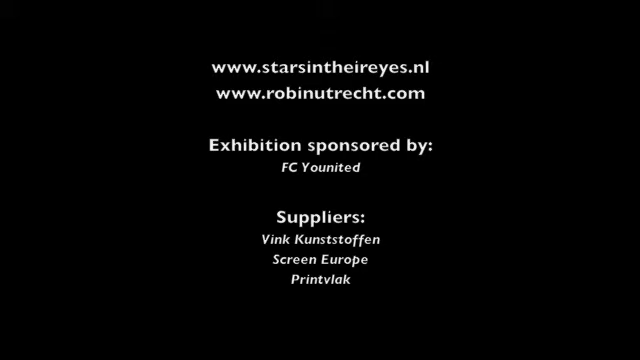 www.starsintheireyes.nl
www.robinutrecht.com
Exhibition sponsored by:
FC Younited
Suppliers:
Vink Kunststoffen
Screen Europe
Printvlak